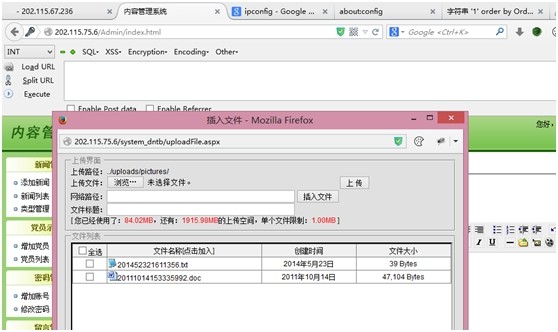 - 202.115.67.236
内容管理系统
ipconfig - Google ...
about:config
字符串 '1' order by Ord...
202.115.75.6/Admin/index.html
Google <Ctrl+K>
INT
SQL- XSS- Encryption- Encoding- Other-
Load URL
Split URL
Execute
Enable Post data
Enable Referrer
插入文件 - Mozilla Firefox
202.115.75.6/system_dntb/uploadFile.aspx
内容管
您好,
上传界面
上传路径: ./uploads/pictures/
上传文件: 浏览… 未选择文件。 上传
网络路径: 插入文件
文件标题:
[ 您已经使用了: 84.02MB, 还有: 1915.98MB的上传空间, 单个文件限制: 1.00MB ]
文件列表
全选 文件名称[点击加入] 创建时间 文件大小
201452321611356.txt 2014年5月23日 39 Bytes
20111014153335992.doc 2011年10月14日 47,104 Bytes
新闻
添加新闻
新闻列表
类型管理
党员
增加党员
党员列表
密码
增加账号
修改密码
留言
I U